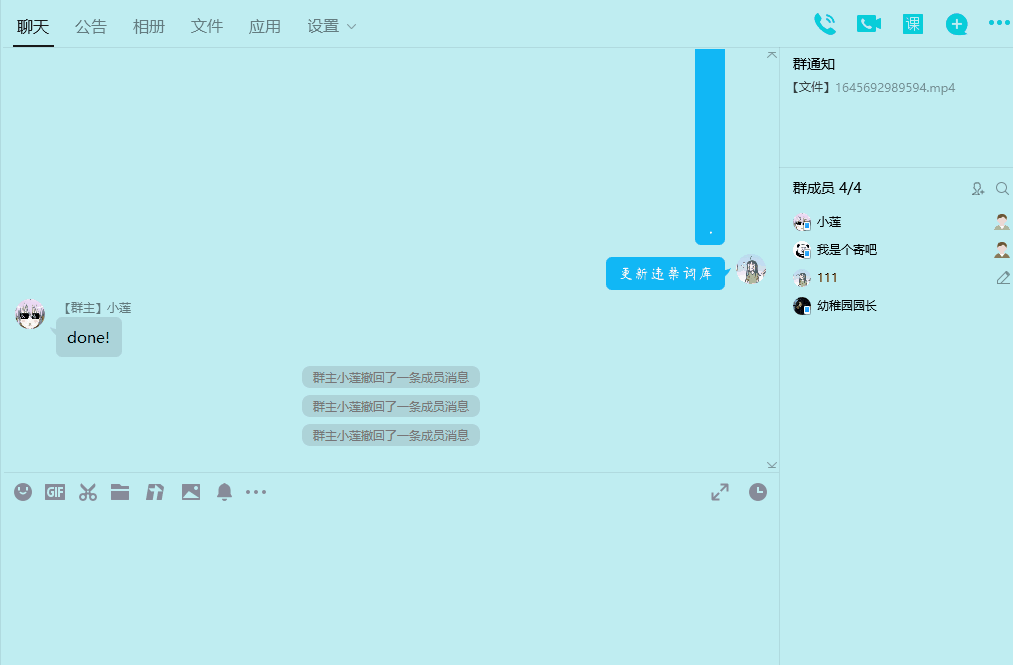 聊天 公告 相册 文件 应用 设置
课
群通知
【文件】1645692989594.mp4
群成员 4/4
小莲
我是个寄吧
111
幼稚园园长
.
更新违禁词库
【群主】小莲
done!
群主小莲撤回了一条成员消息
群主小莲撤回了一条成员消息
群主小莲撤回了一条成员消息
GIF